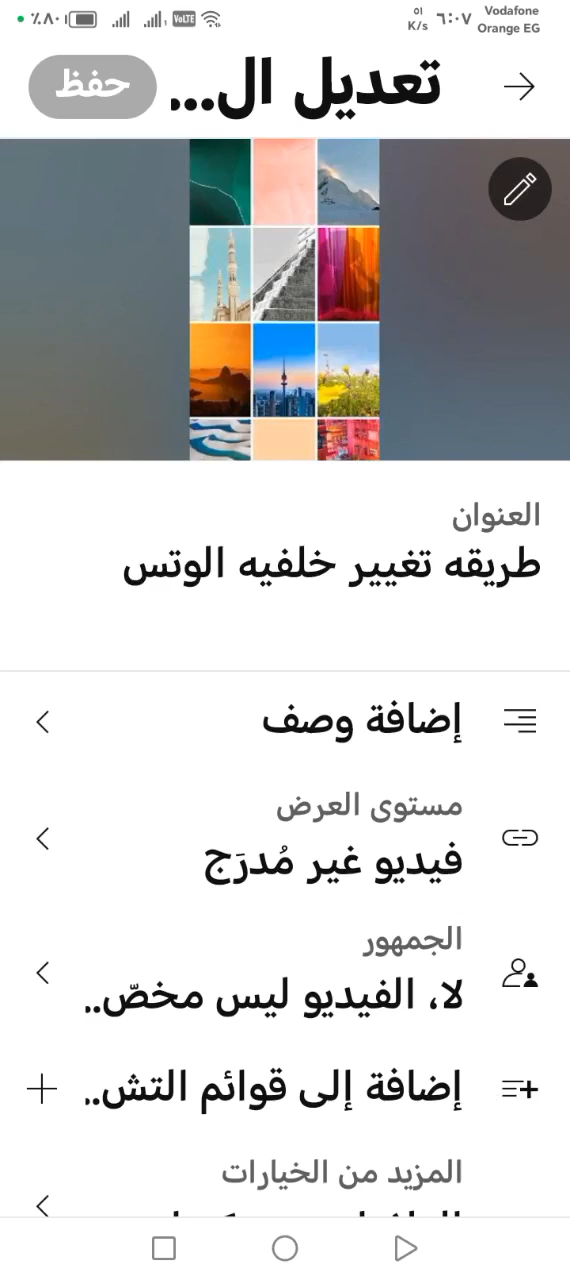 ٪٨٠
VoLTE
٥١
K/s
٦:٠٧
Vodafone
Orange EG
تعديل ال...
حفظ
العنوان
طريقه تغيير خلفيه الوتس
إضافة وصف
مستوى العرض
فيديو غير مُدرَج
الجمهور
لا، الفيديو ليس مخصّ..
إضافة إلى قوائم التش..
المزيد من الخيارات